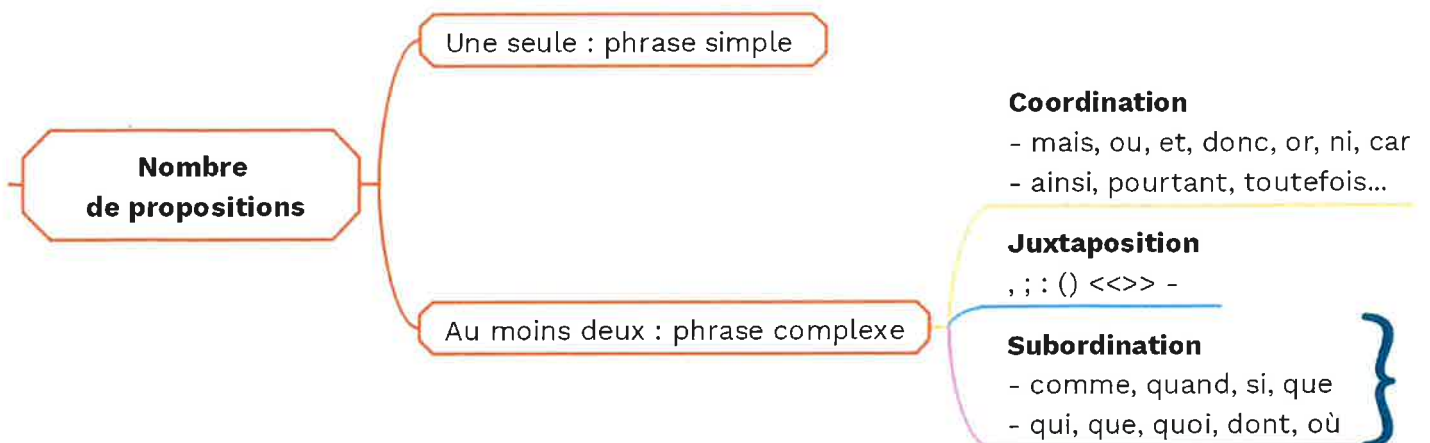 Nombre
de propositions
Une seule : phrase simple
Au moins deux : phrase complexe
Coordination
- mais, ou, et, donc, or, ni, car
- ainsi, pourtant, toutefois...
Juxtaposition
, ; : () <<>> -
Subordination
- comme, quand, si, que
- qui, que, quoi, dont, où